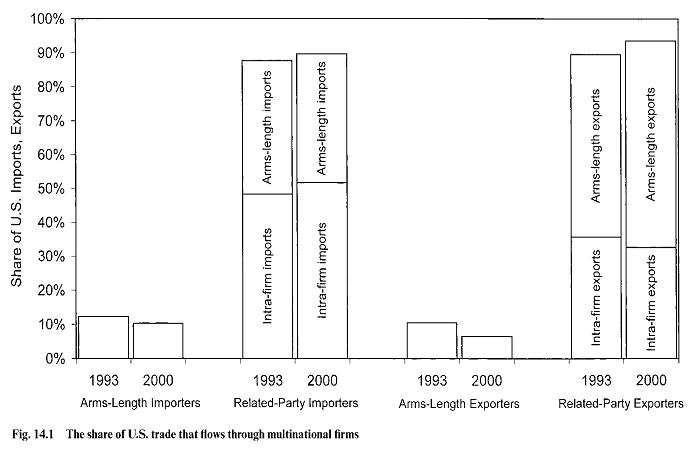 100%
90%
80%
70%
60%
50%
40%
30%
20%
10%
0%
Share of U.S. Imports, Exports
Arms-length imports
Intra-firm imports
Arms-length imports
Intra-firm imports
Arms-length exports
Intra-firm exports
Arms-length exports
Intra-firm exports
1993 2000 1993 2000 1993 2000 1993 2000
Arms-Length Importers Related-Party Importers Arms-Length Exporters Related-Party Exporters
Fig. 14.1 The share of U.S. trade that flows through multinational firms